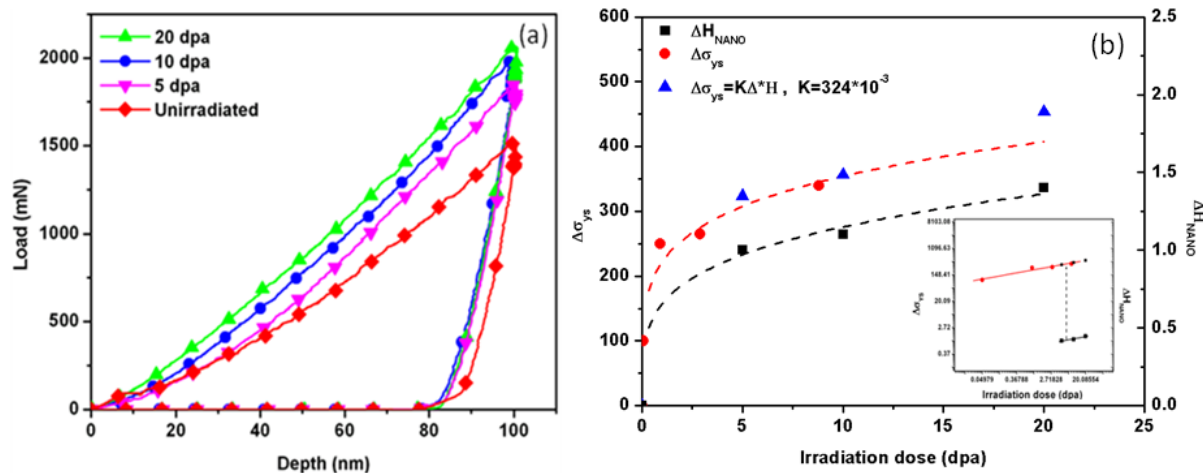 (a)
20 dpa
10 dpa
5 dpa
Unirradiated
Load (mN)
2000
1500
1000
500
0
0 20 40 60 80 100
Depth (nm)
(b)
ΔH_NANO
Δσ_ys
Δσ_ys=KΔ*H , K=324*10^-3
Δσ_ys
600
500
400
300
200
100
0
2.5
2.0
1.5
1.0
0.5
0.0
ΔH_NANO
0 5 10 15 20 25
Irradiation dose (dpa)
Δσ_ys
8103.08
1096.63
148.41
20.09
2.72
0.37
ΔH_NANO
0.04979 0.36788 2.71828 20.08554
Irradiation dose (dpa)